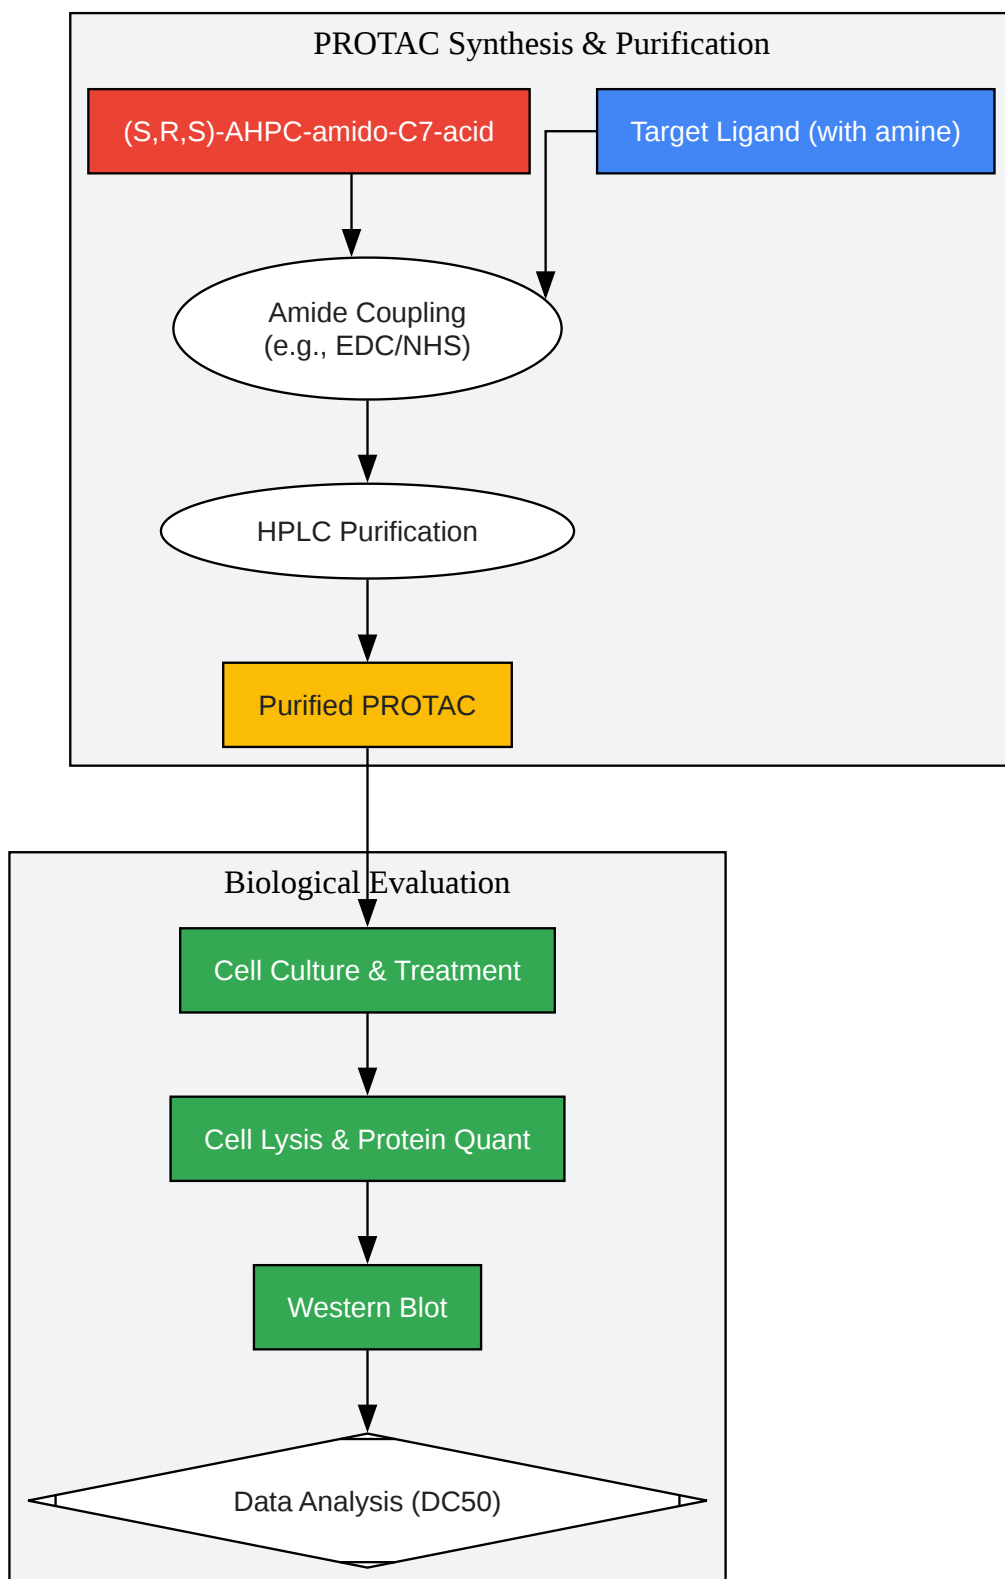 PROTAC Synthesis & Purification
(S,R,S)-AHPC-amido-C7-acid
Target Ligand (with amine)
Amide Coupling
(e.g., EDC/NHS)
HPLC Purification
Purified PROTAC
Biological Evaluation
Cell Culture & Treatment
Cell Lysis & Protein Quant
Western Blot
Data Analysis (DC50)